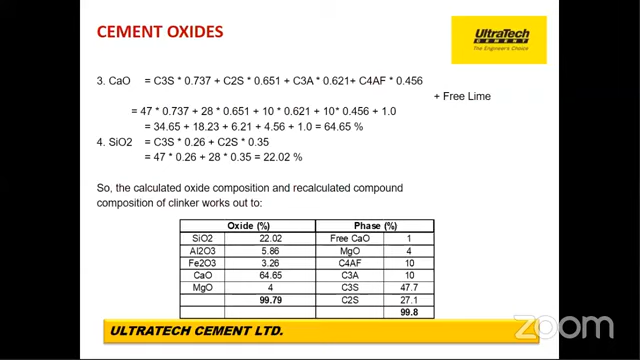 CEMENT OXIDES
UltraTech
CEMENT
The Engineer's Choice
3. CaO = C3S * 0.737 + C2S * 0.651 + C3A * 0.621+ C4AF * 0.456
+ Free Lime
= 47 * 0.737 + 28 * 0.651 + 10 * 0.621 + 10* 0.456 + 1.0
= 34.65 + 18.23 + 6.21 + 4.56 + 1.0 = 64.65 %
4. SiO2 = C3S * 0.26 + C2S * 0.35
= 47 * 0.26 + 28 * 0.35 = 22.02 %
So, the calculated oxide composition and recalculated compound
composition of clinker works out to:
Oxide (%) Phase (%)
SiO2 22.02 Free CaO 1
Al2O3 5.86 MgO 4
Fe2O3 3.26 C4AF 10
CaO 64.65 C3A 10
MgO 4 C3S 47.7
99.79 C2S 27.1
99.8
ULTRATECH CEMENT LTD.
zoom